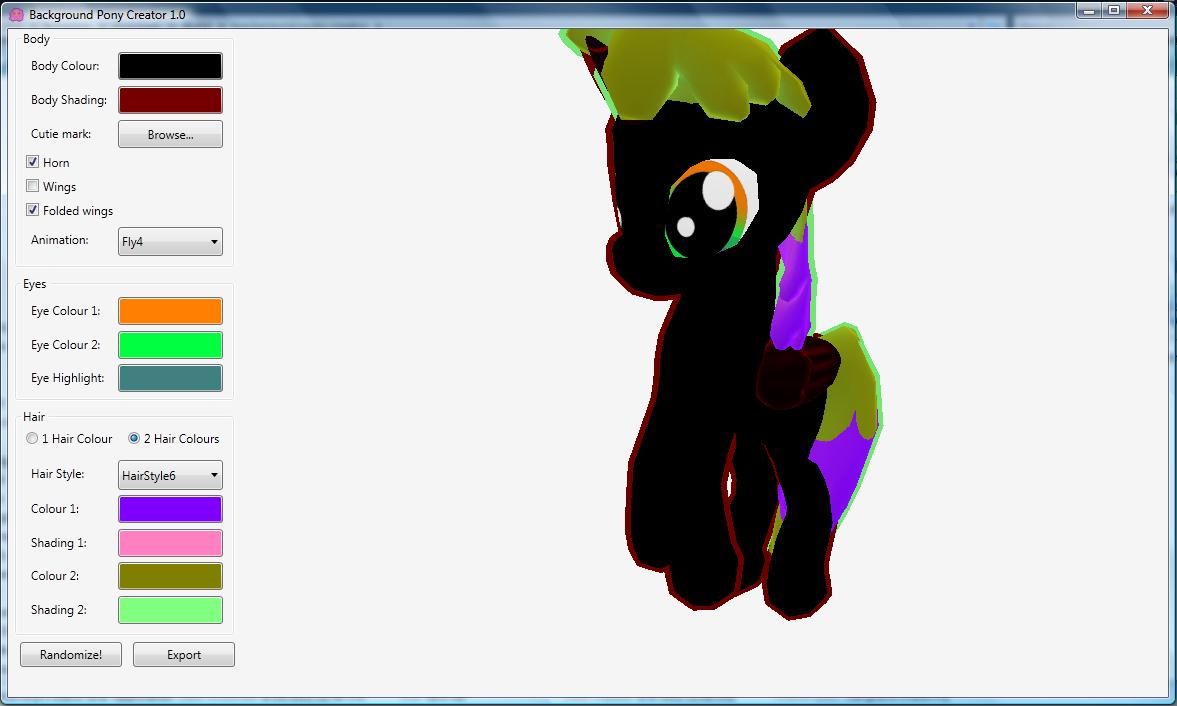 Background Pony Creator 1.0
Body
Body Colour:
Body Shading:
Cutie mark: Browse...
Horn
Wings
Folded wings
Animation: Fly4
Eyes
Eye Colour 1:
Eye Colour 2:
Eye Highlight:
Hair
1 Hair Colour 2 Hair Colours
Hair Style: HairStyle6
Colour 1:
Shading 1:
Colour 2:
Shading 2:
Randomize! Export